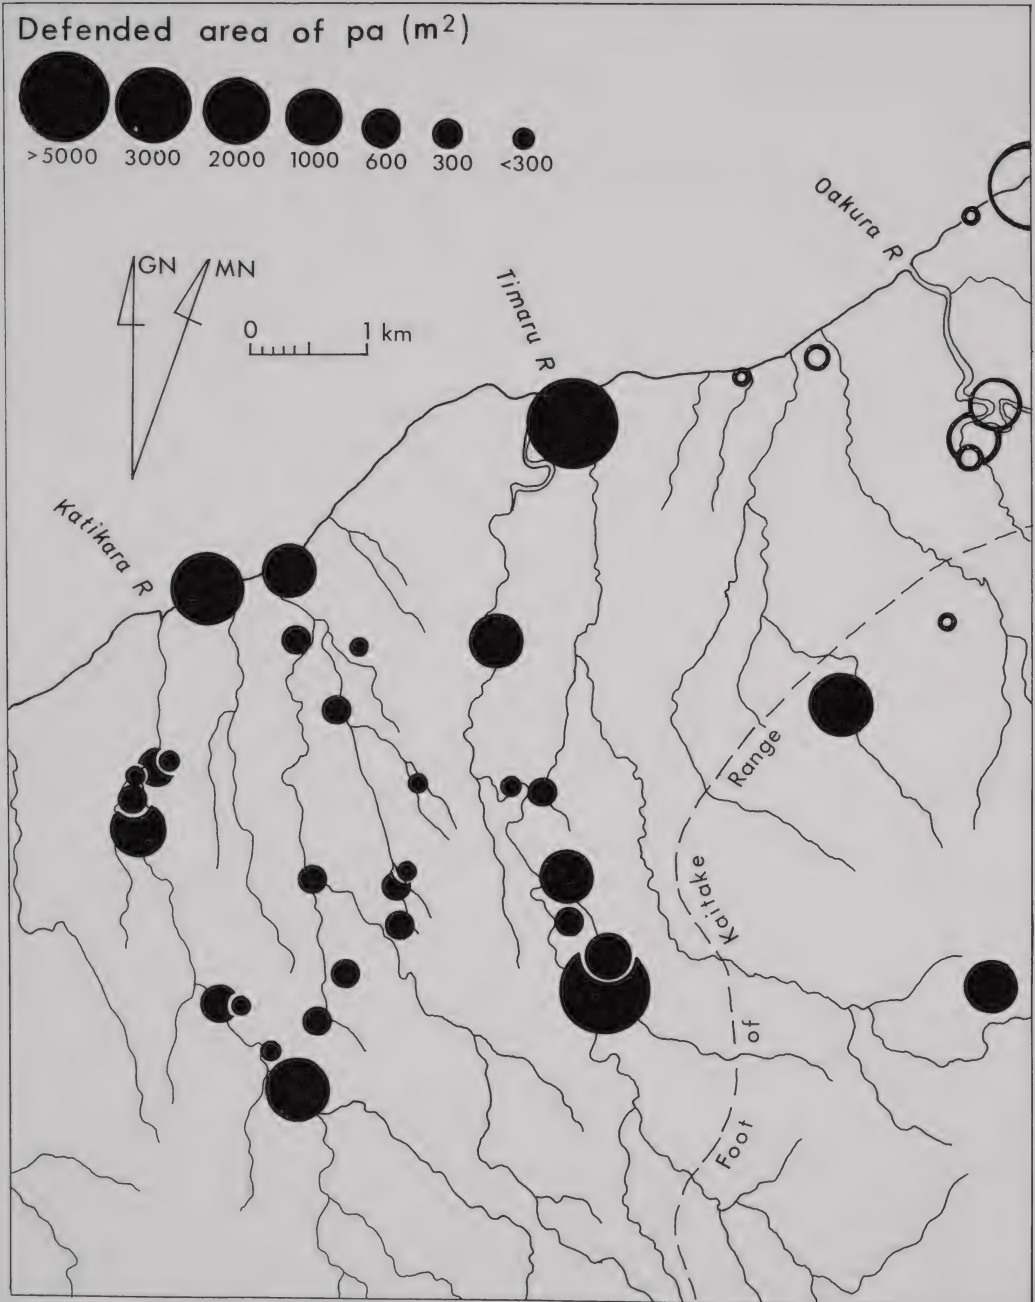 Defended area of pa (m²)
>5000 3000 2000 1000 600 300 <300
Oakura R
GN MN
Timaru R
0 1 km
Katikara R
Foot of Kaitake Range